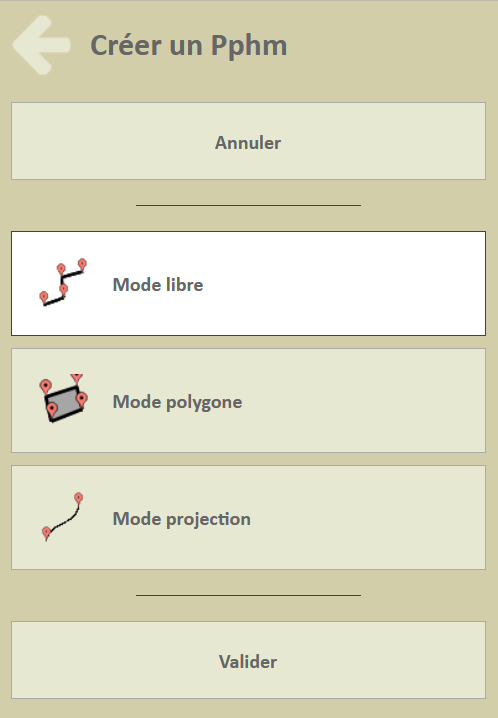 Créer un Pphm
Annuler
Mode libre
Mode polygone
Mode projection
Valider